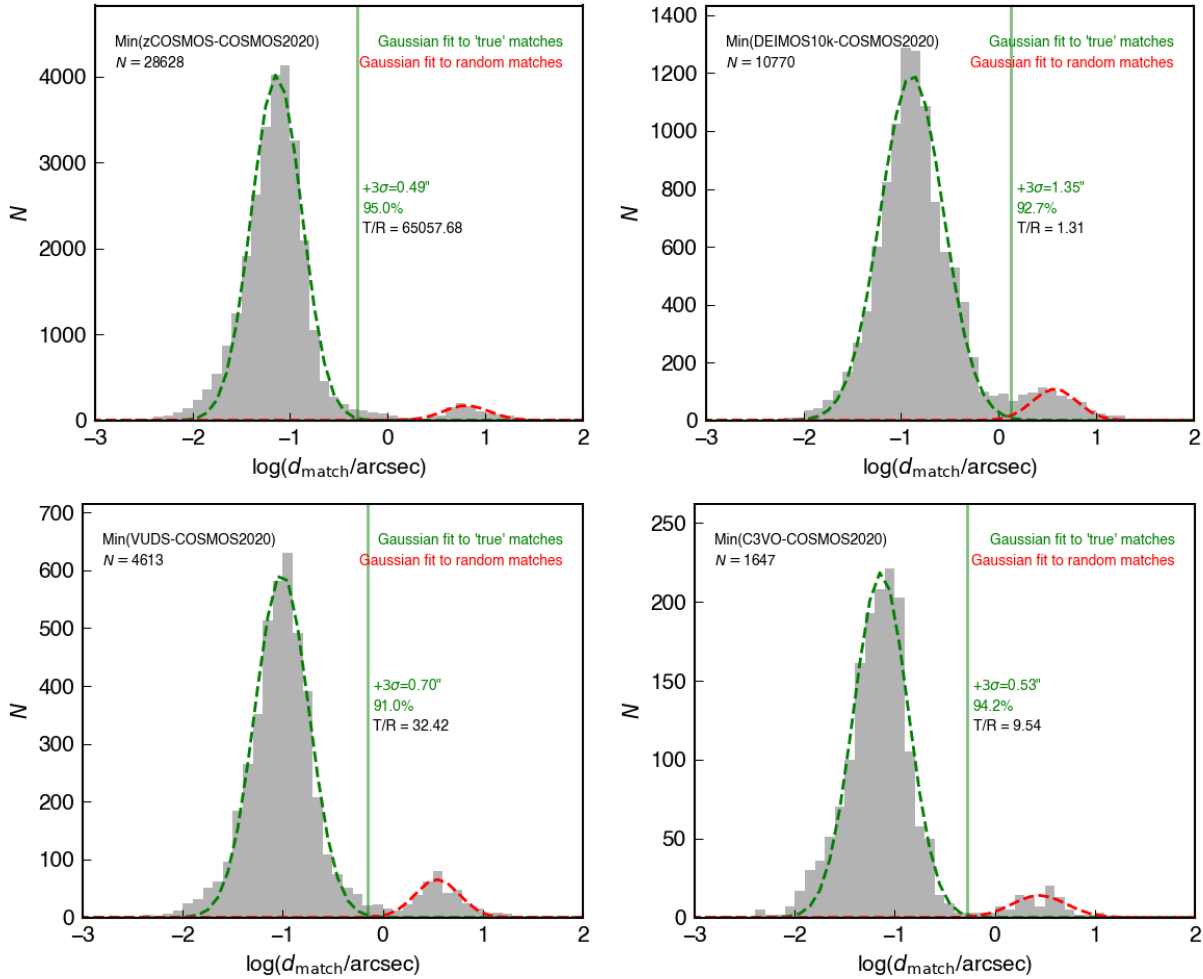 Min(zCOSMOS-COSMOS2020)
N = 28628
Gaussian fit to 'true' matches
Gaussian fit to random matches
+3σ=0.49"
95.0%
T/R = 65057.68
N
4000
3000
2000
1000
0
−3 −2 −1 0 1 2
log(dmatch/arcsec)
Min(DEIMOS10k-COSMOS2020)
N = 10770
Gaussian fit to 'true' matches
Gaussian fit to random matches
+3σ=1.35"
92.7%
T/R = 1.31
N
1400
1200
1000
800
600
400
200
0
−3 −2 −1 0 1 2
log(dmatch/arcsec)
Min(VUDS-COSMOS2020)
N = 4613
Gaussian fit to 'true' matches
Gaussian fit to random matches
+3σ=0.70"
91.0%
T/R = 32.42
N
700
600
500
400
300
200
100
0
−3 −2 −1 0 1 2
log(dmatch/arcsec)
Min(C3VO-COSMOS2020)
N = 1647
Gaussian fit to 'true' matches
Gaussian fit to random matches
+3σ=0.53"
94.2%
T/R = 9.54
N
250
200
150
100
50
0
−3 −2 −1 0 1 2
log(dmatch/arcsec)